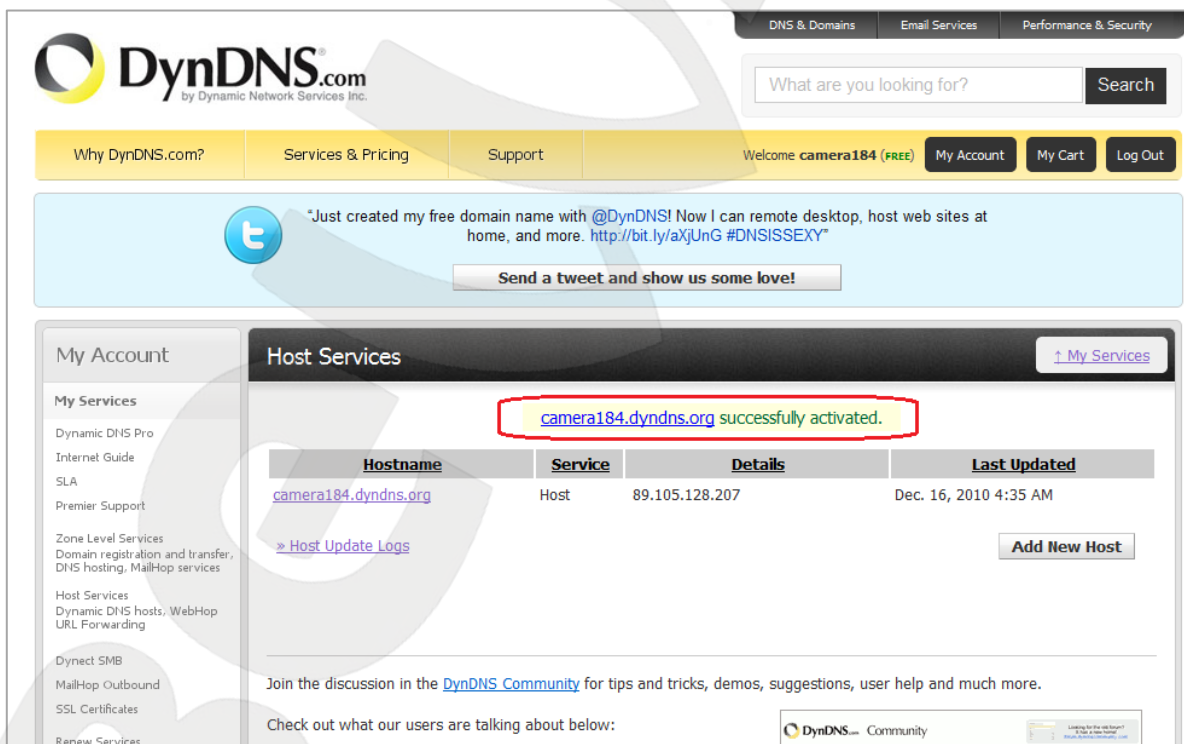 DNS & Domains Email Services Performance & Security
DynDNS.com
by Dynamic Network Services Inc.
What are you looking for? Search
Why DynDNS.com? Services & Pricing Support Welcome camera184 (FREE) My Account My Cart Log Out
"Just created my free domain name with @DynDNS! Now I can remote desktop, host web sites at
home, and more. http://bit.ly/aXjUnG #DNSISSEXY"
Send a tweet and show us some love!
My Account
Host Services
↑ My Services
My Services
camera184.dyndns.org successfully activated.
Dynamic DNS Pro
Internet Guide
SLA
Premier Support
Zone Level Services
Domain registration and transfer,
DNS hosting, MailHop services
Host Services
Dynamic DNS hosts, WebHop
URL Forwarding
Dynect SMB
MailHop Outbound
SSL Certificates
Renew Services
Hostname Service Details Last Updated
camera184.dyndns.org Host 89.105.128.207 Dec. 16, 2010 4:35 AM
» Host Update Logs
Add New Host
Join the discussion in the DynDNS Community for tips and tricks, demos, suggestions, user help and much more.
Check out what our users are talking about below:
DynDNS Community